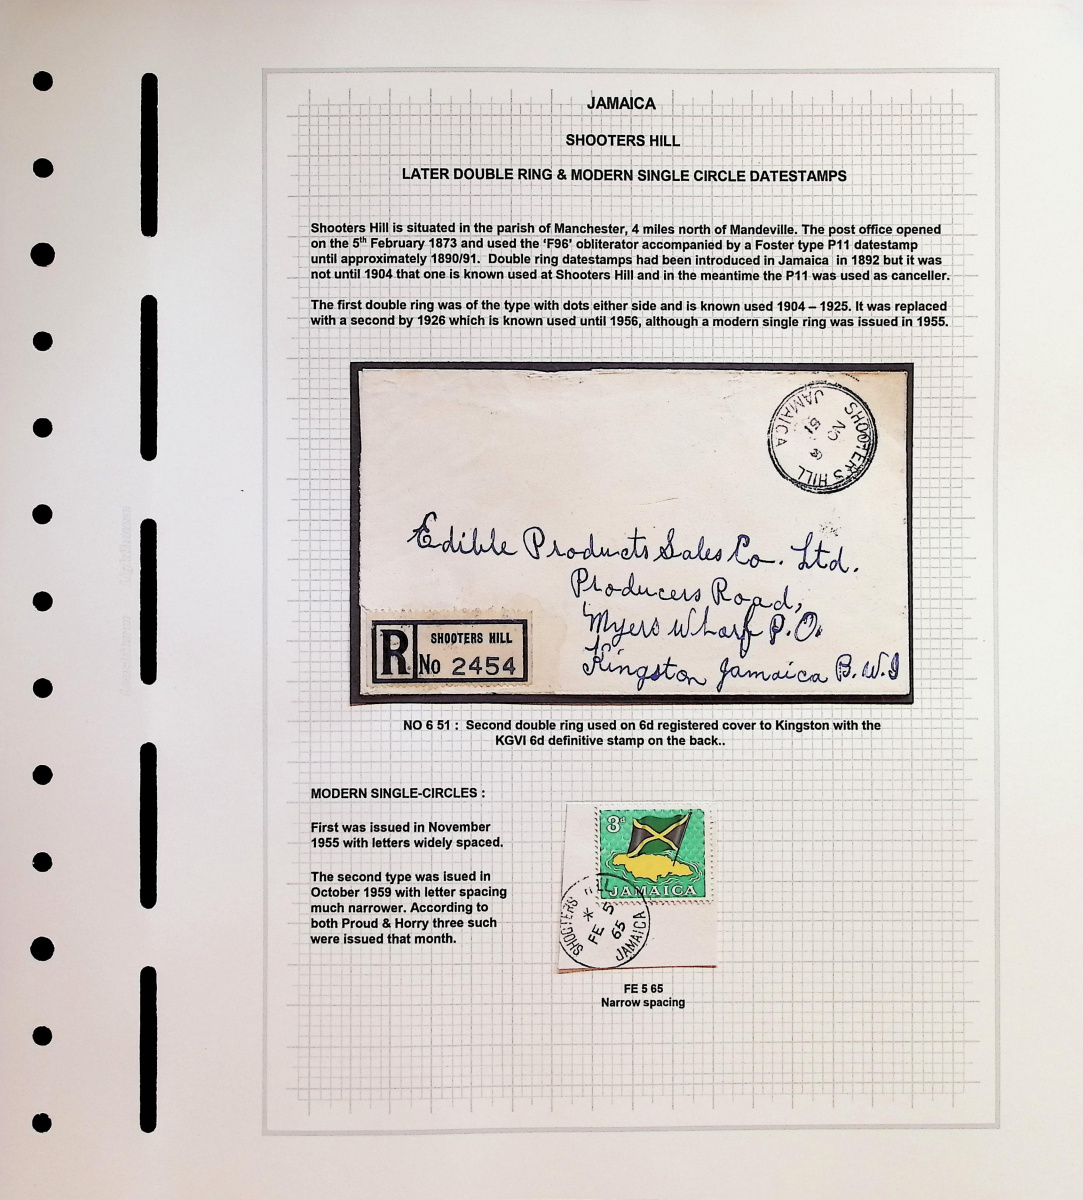 JAMAICA
SHOOTERS HILL
LATER DOUBLE RING & MODERN SINGLE CIRCLE DATESTAMPS
Shooters Hill is situated in the parish of Manchester, 4 miles north of Mandeville. The post office opened
on the 5th February 1873 and used the 'F96' obliterator accompanied by a Foster type P11 datestamp
until approximately 1890/91. Double ring datestamps had been introduced in Jamaica in 1892 but it was
not until 1904 that one is known used at Shooters Hill and in the meantime the P11 was used as canceller.
The first double ring was of the type with dots either side and is known used 1904 – 1925. It was replaced
with a second by 1926 which is known used until 1956, although a modern single ring was issued in 1955.
SHOOTER'S HILL
NO 6
51
JAMAICA
Edible Products Sales Co. Ltd.
Producers Road,
Myers Wharf P.O.
Kingston Jamaica B.W.I
R
SHOOTERS HILL
No 2454
NO 6 51 : Second double ring used on 6d registered cover to Kingston with the
KGVI 6d definitive stamp on the back..
MODERN SINGLE-CIRCLES :
First was issued in November
1955 with letters widely spaced.
The second type was isued in
October 1959 with letter spacing
much narrower. According to
both Proud & Horry three such
were issued that month.
3d
JAMAICA
SHOOTERS' HILL
*
FE 5
65
JAMAICA
FE 5 65
Narrow spacing